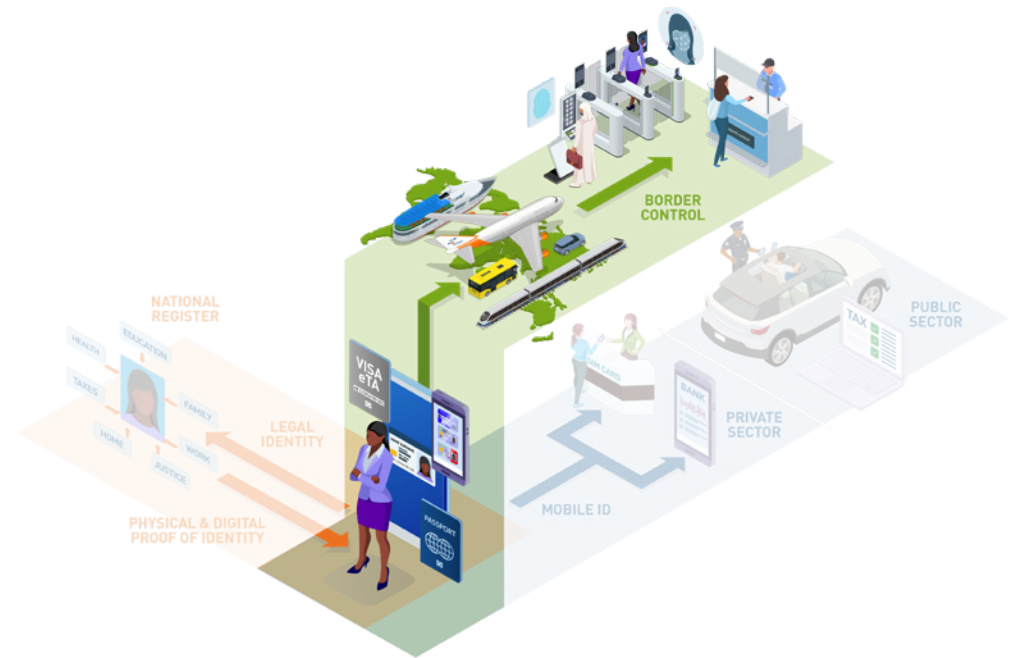 BORDER
CONTROL
NATIONAL
REGISTER
HEALTH
EDUCATION
TAXES
FAMILY
HOME
WORK
JUSTICE
LEGAL
IDENTITY
PHYSICAL & DIGITAL
PROOF OF IDENTITY
VISA
eTA
PASSPORT
MOBILE ID
SIM CARD
BANK
PRIVATE
SECTOR
TAX
PUBLIC
SECTOR